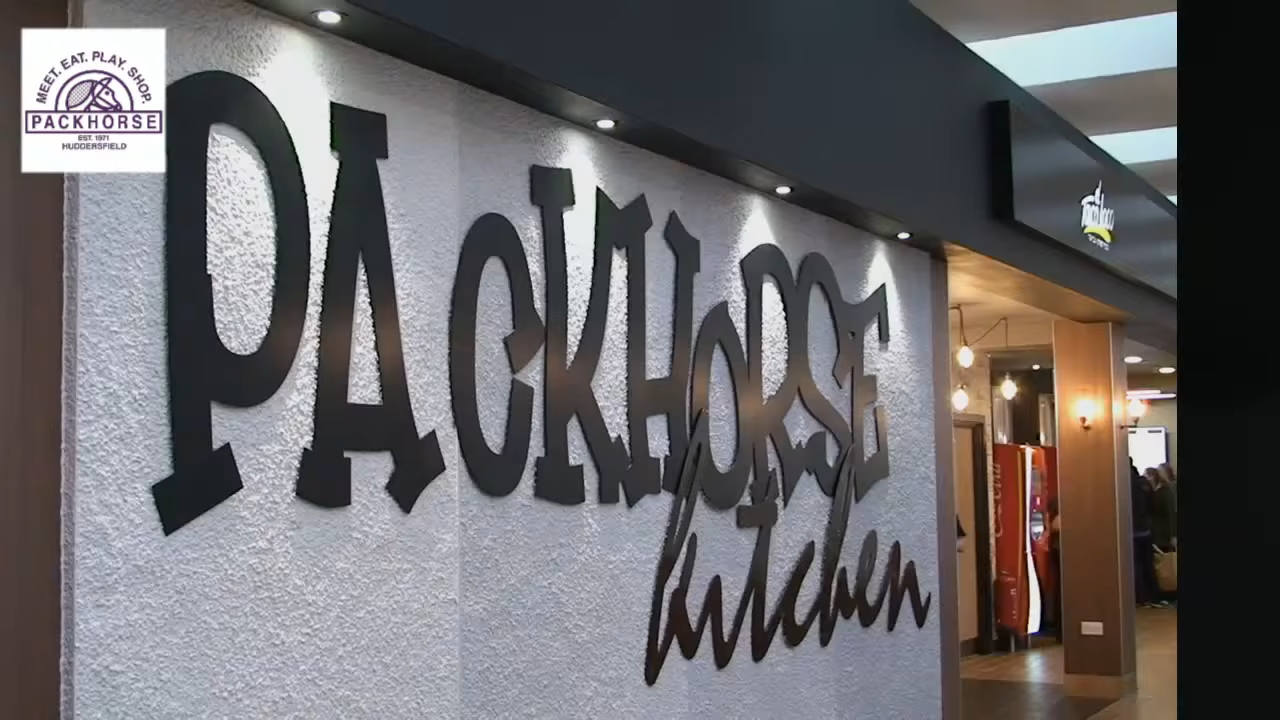 MEET. EAT. PLAY. SHOP.
PACKHORSE
EST. 1971
HUDDERSFIELD
PACKHORSE
kitchen